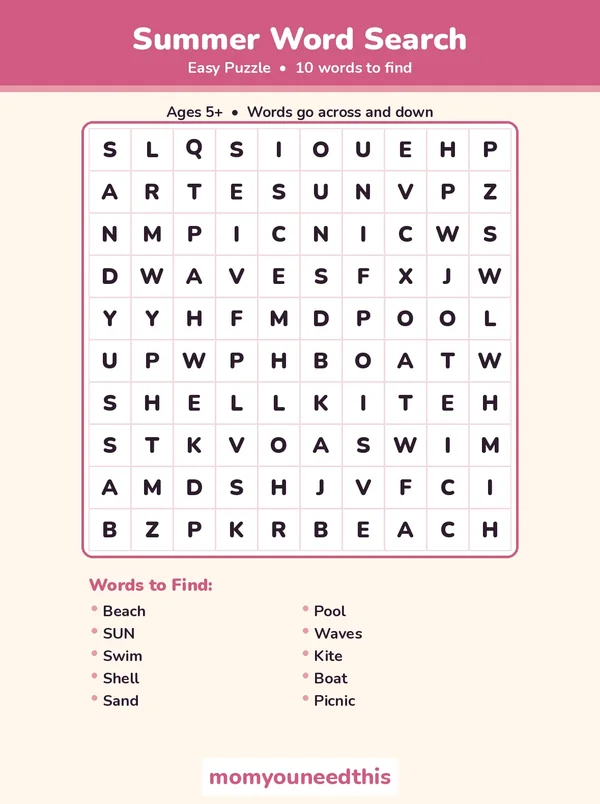 Summer Word Search
Easy Puzzle • 10 words to find
Ages 5+ • Words go across and down
S L Q S I O U E H P
A R T E S U N V P Z
N M P I C N I C W S
D W A V E S F X J W
Y Y H F M D P O O L
U P W P H B O A T W
S H E L L K I T E H
S T K V O A S W I M
A M D S H J V F C I
B Z P K R B E A C H
Words to Find:
• Beach
• SUN
• Swim
• Shell
• Sand
• Pool
• Waves
• Kite
• Boat
• Picnic
momyouneedthis